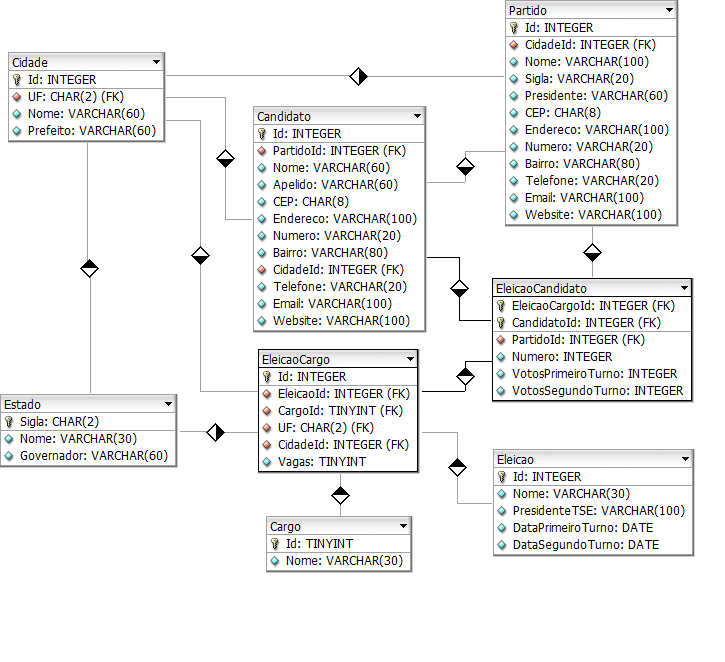 Partido
Id: INTEGER
CidadeId: INTEGER (FK)
Nome: VARCHAR(100)
Sigla: VARCHAR(20)
Presidente: VARCHAR(60)
CEP: CHAR(8)
Endereco: VARCHAR(100)
Numero: VARCHAR(20)
Bairro: VARCHAR(80)
Telefone: VARCHAR(20)
Email: VARCHAR(100)
Website: VARCHAR(100)
Cidade
Id: INTEGER
UF: CHAR(2) (FK)
Nome: VARCHAR(60)
Prefeito: VARCHAR(60)
Candidato
Id: INTEGER
PartidoId: INTEGER (FK)
Nome: VARCHAR(60)
Apelido: VARCHAR(60)
CEP: CHAR(8)
Endereco: VARCHAR(100)
Numero: VARCHAR(20)
Bairro: VARCHAR(80)
CidadeId: INTEGER (FK)
Telefone: VARCHAR(20)
Email: VARCHAR(100)
Website: VARCHAR(100)
EleicaoCandidato
EleicaoCargoId: INTEGER (FK)
CandidatoId: INTEGER (FK)
PartidoId: INTEGER (FK)
Numero: INTEGER
VotosPrimeiroTurno: INTEGER
VotosSegundoTurno: INTEGER
EleicaoCargo
Id: INTEGER
EleicaoId: INTEGER (FK)
CargoId: TINYINT (FK)
UF: CHAR(2) (FK)
CidadeId: INTEGER (FK)
Vagas: TINYINT
Estado
Sigla: CHAR(2)
Nome: VARCHAR(30)
Governador: VARCHAR(60)
Eleicao
Id: INTEGER
Nome: VARCHAR(30)
PresidenteTSE: VARCHAR(100)
DataPrimeiroTurno: DATE
DataSegundoTurno: DATE
Cargo
Id: TINYINT
Nome: VARCHAR(30)